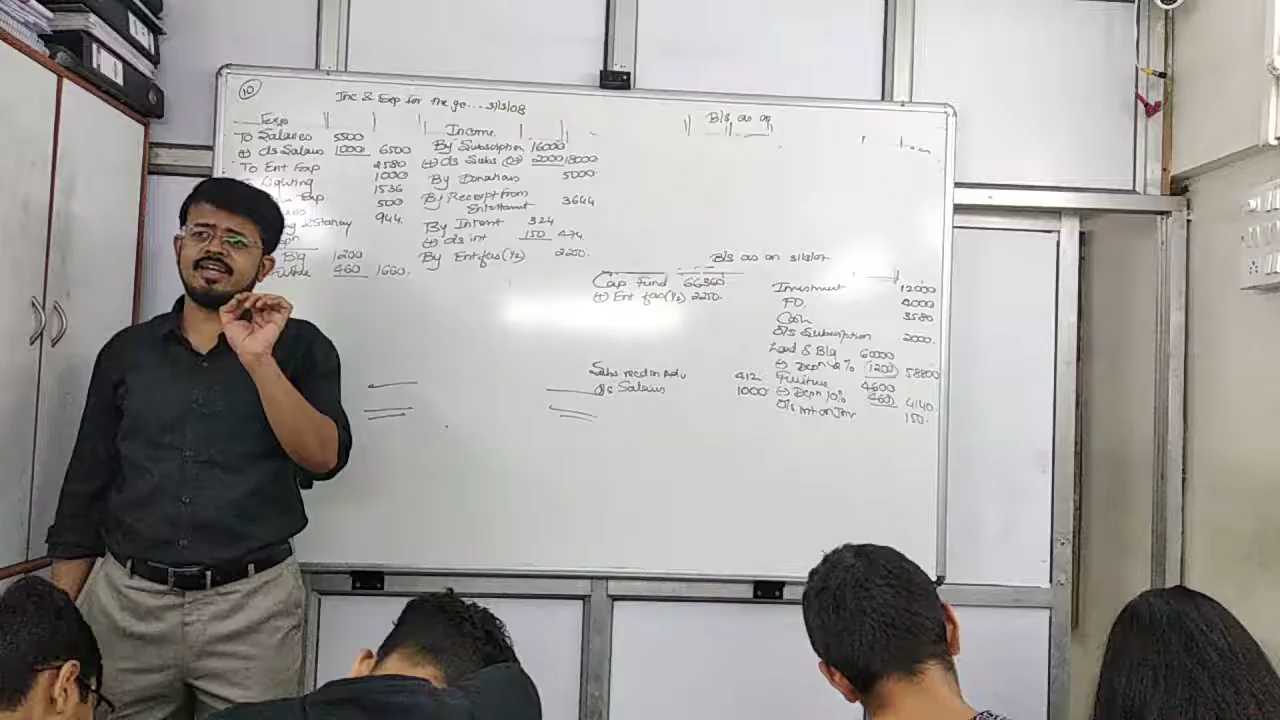 10
Inc & Exp for the ye... 31/3/08
Exp
To Salaries 5500
(+) O/s Salaries 1000 6500
To Ent Exp 2580
Lighting 1000
Exp 1536
500
& Stationary 944
Blg 1200
460 1660.
Income
By Subscription 16000
(+) O/s Subs 2000 18000
By Donations 5000
By Receipt from
Entertainment 3644
By Interest 324
(+) O/s int 150 474
By Ent fees (1/2) 2250.
B/S as on
B/S as on 31/3/07
Cap Fund 66360
(+) Ent fees (1/2) 2250.
Subs recd in Adv 412
O/s Salaries 1000
Investment 12000
FD. 4000
Cash 3580
O/s Subscription 2000.
Land & Blg 60000
(-) Depn 2% (1200) 58800
Furniture 4600
(-) Depn 10% (460) 4140.
O/s Int on Inv 150.